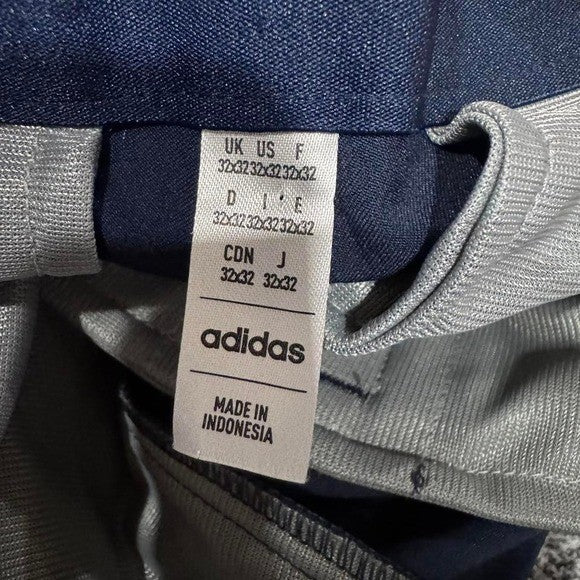 UK US F
32x32 32x32 32x32
D I E
32x32 32x32 32x32
CDN J
32x32 32x32
adidas
MADE IN
INDONESIA